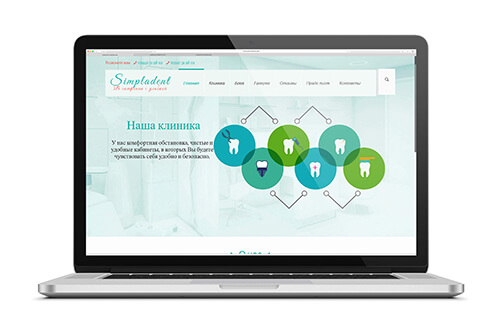 Simpladent
Главная Клиника Блог Галерея Отзывы Прайс-лист Контакты
Наша клиника
У нас комфортная обстановка, чистые и
удобные кабинеты, в которых Вы будете
чувствовать себя удобно и безопасно.